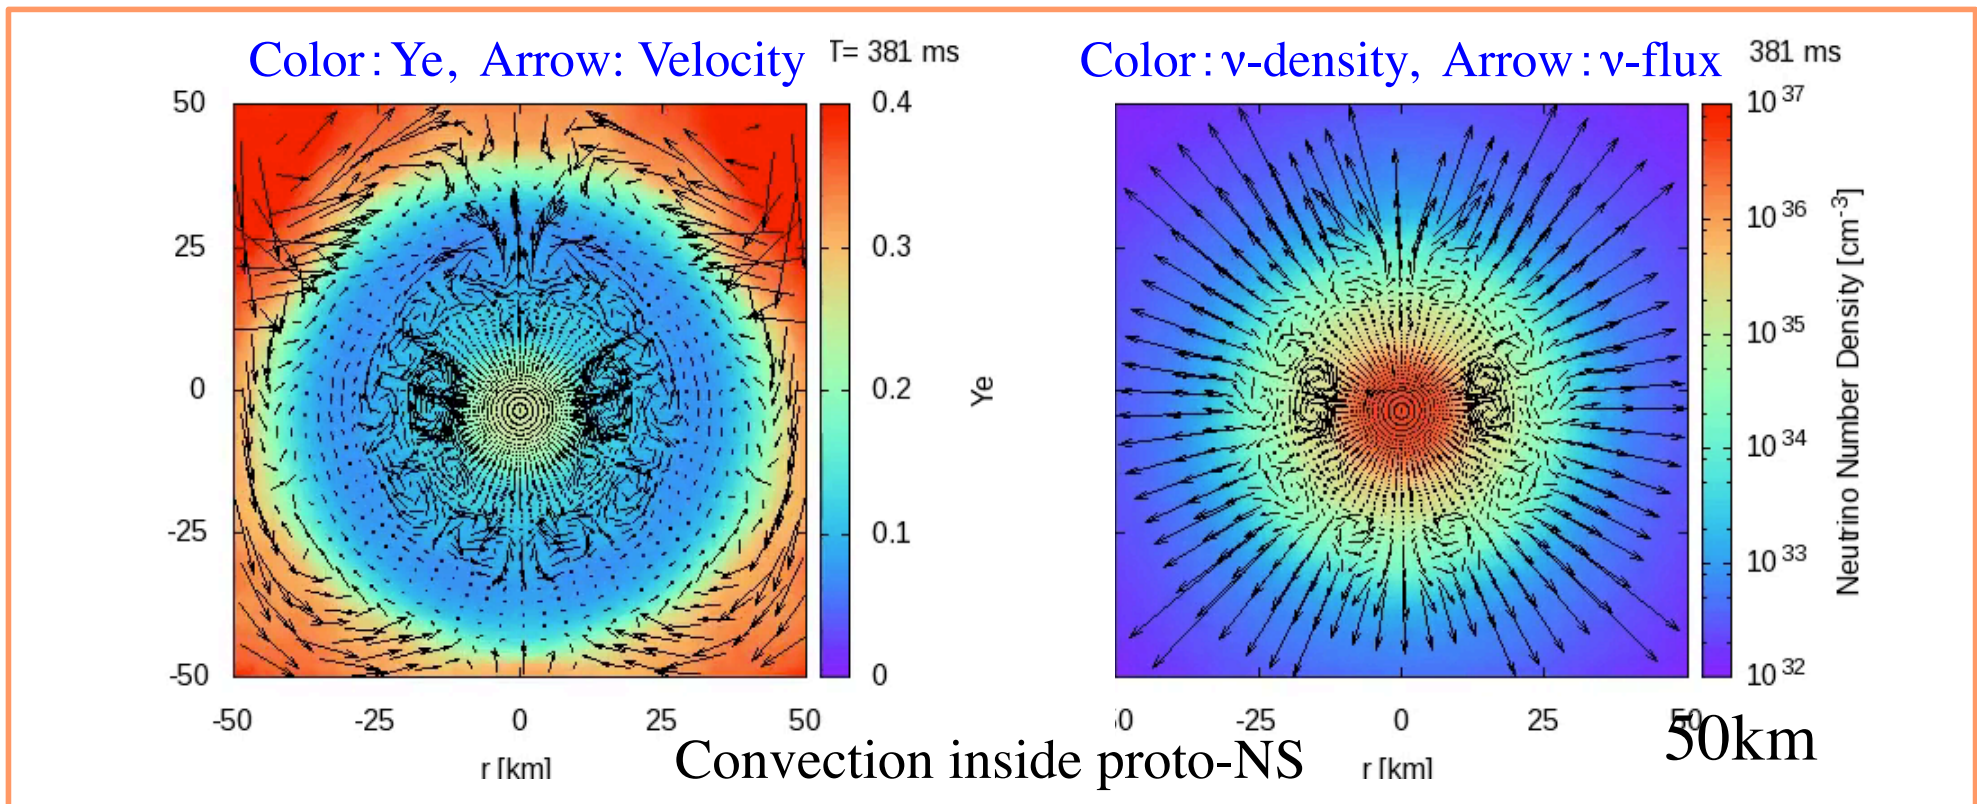 Color: Ye, Arrow: Velocity T= 381 ms
Color: ν-density, Arrow: ν-flux 381 ms
50
25
0
-25
-50
-50 -25 0 25 50
r [km]
0.4
0.3
0.2
0.1
0
Ye
-25 0 25 50
r [km]
10^37
10^36
10^35
10^34
10^33
10^32
Neutrino Number Density [cm^-3]
50km
Convection inside proto-NS